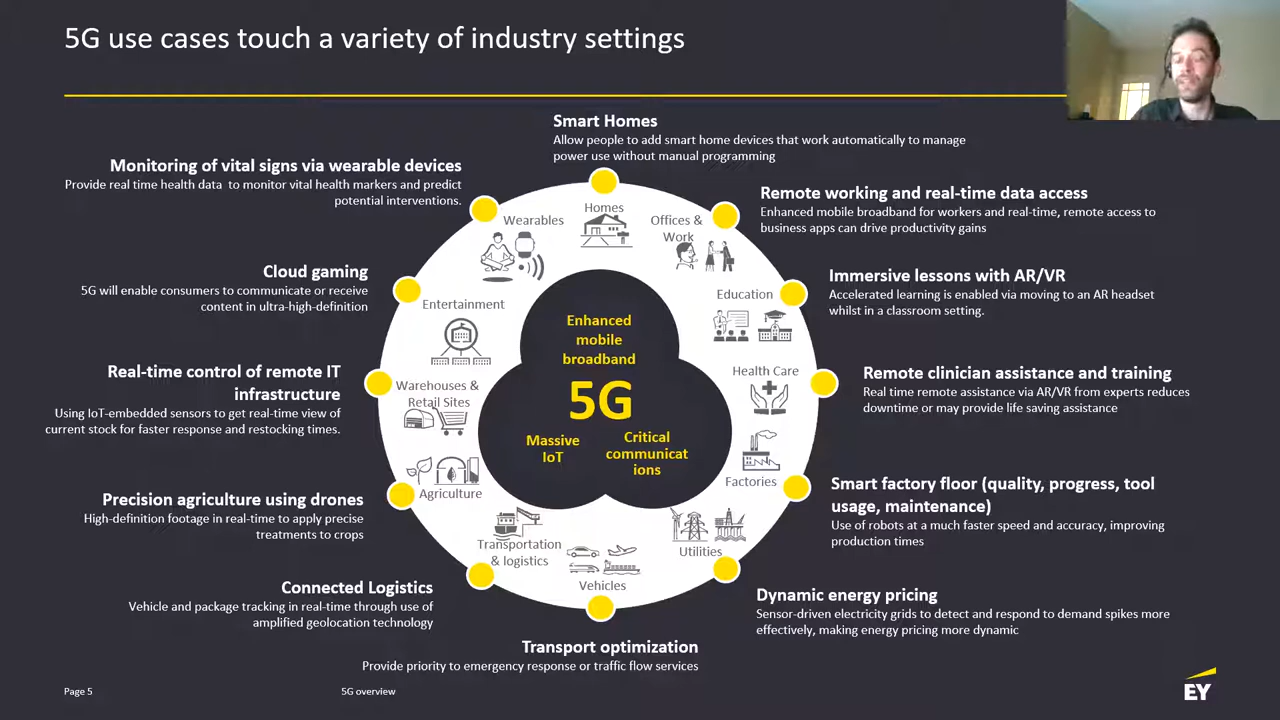 5G use cases touch a variety of industry settings
Smart Homes
Allow people to add smart home devices that work automatically to manage
power use without manual programming
Monitoring of vital signs via wearable devices
Provide real time health data to monitor vital health markers and predict
potential interventions.
Remote working and real-time data access
Enhanced mobile broadband for workers and real-time, remote access to
business apps can drive productivity gains
Cloud gaming
5G will enable consumers to communicate or receive
content in ultra-high-definition
Immersive lessons with AR/VR
Accelerated learning is enabled via moving to an AR headset
whilst in a classroom setting.
Real-time control of remote IT
infrastructure
Using IoT-embedded sensors to get real-time view of
current stock for faster response and restocking times.
Remote clinician assistance and training
Real time remote assistance via AR/VR from experts reduces
downtime or may provide life saving assistance
Precision agriculture using drones
High-definition footage in real-time to apply precise
treatments to crops
Smart factory floor (quality, progress, tool
usage, maintenance)
Use of robots at a much faster speed and accuracy, improving
production times
Connected Logistics
Vehicle and package tracking in real-time through use of
amplified geolocation technology
Dynamic energy pricing
Sensor-driven electricity grids to detect and respond to demand spikes more
effectively, making energy pricing more dynamic
Transport optimization
Provide priority to emergency response or traffic flow services
Homes
Wearables
Offices &
Work
Entertainment
Education
Warehouses &
Retail Sites
Health Care
Agriculture
Factories
Transportation
& logistics
Utilities
Vehicles
Enhanced
mobile
broadband
5G
Massive
IoT
Critical
communicat
ions
Page 5
5G overview
EY